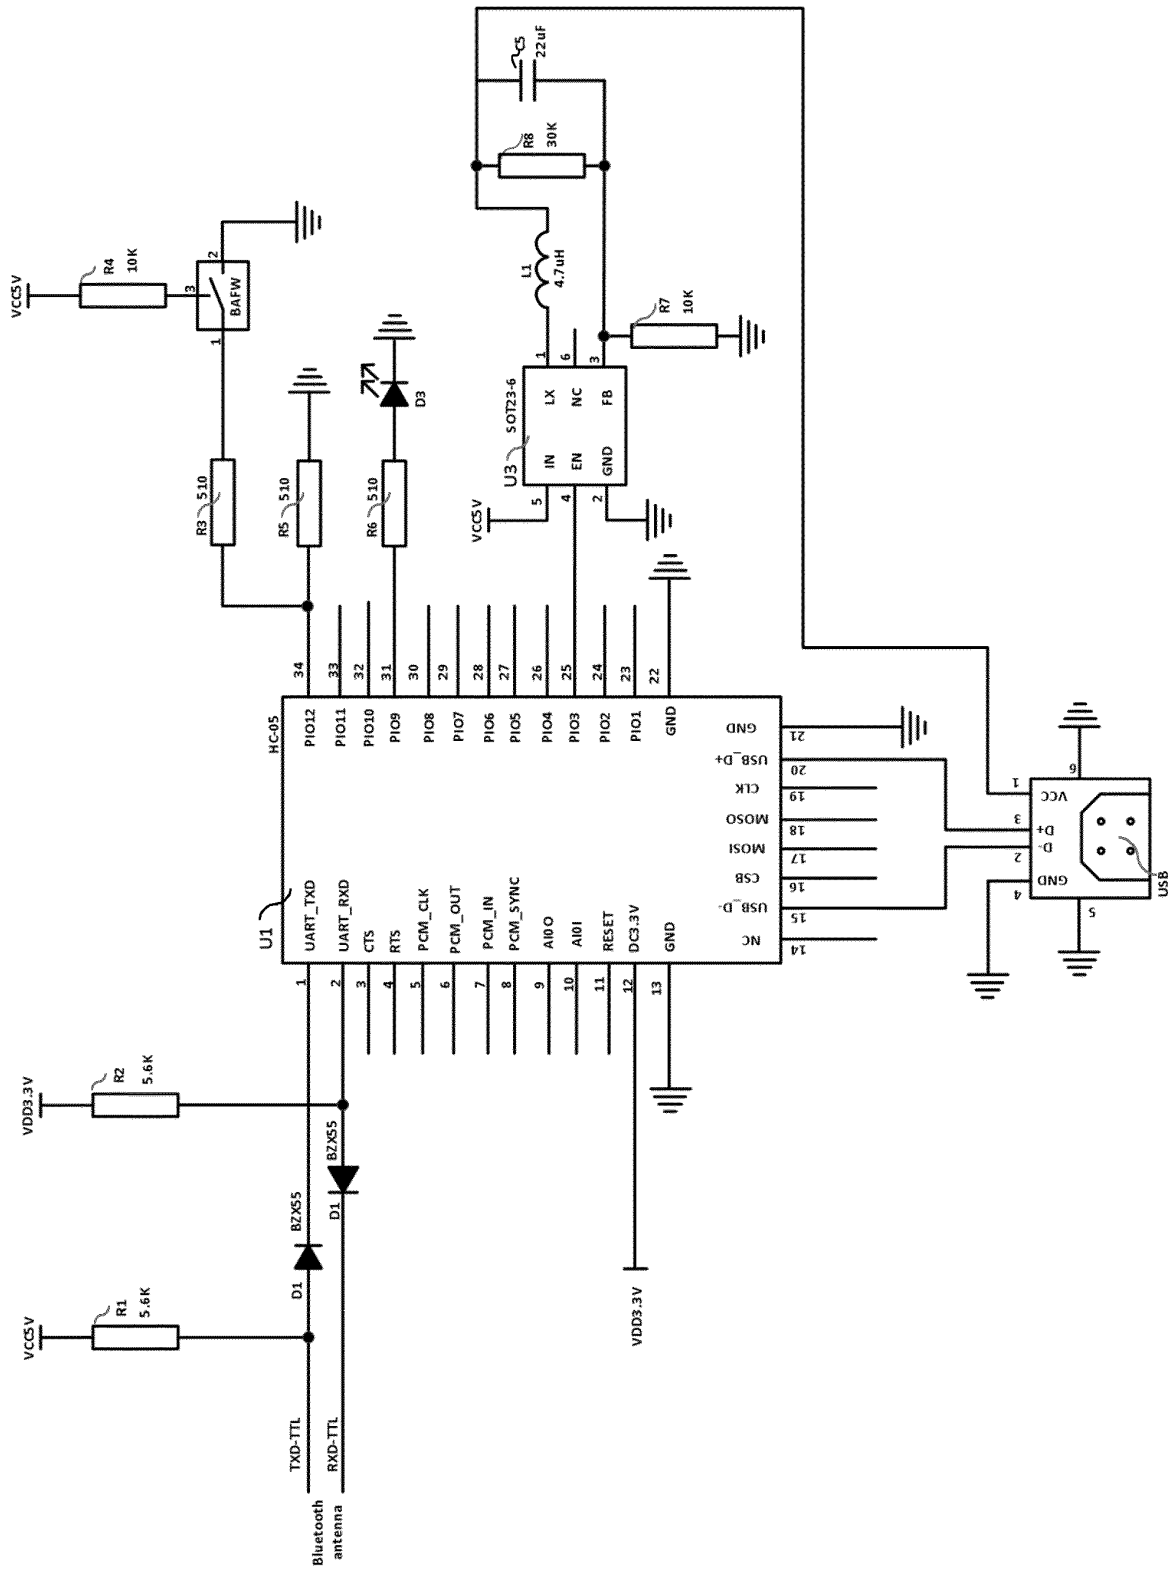 Bluetooth
antenna
TXD-TTL
RXD-TTL
VCC5V
R1
5.6K
D1
BZX55
D1
BZX55
VDD3.3V
R2
5.6K
VDD3.3V
U1
HC-05
1 UART_TXD
2 UART_RXD
3 CTS
4 RTS
5 PCM_CLK
6 PCM_OUT
7 PCM_IN
8 PCM_SYNC
9 AIOO
10 AIOI
11 RESET
12 DC3.3V
13 GND
NC 14
USB_D- 15
CSB 16
MOSI 17
MOSO 18
CLK 19
USB_D+ 20
GND 21
PIO12 34
PIO11 33
PIO10 32
PIO9 31
PIO8 30
PIO7 29
PIO6 28
PIO5 27
PIO4 26
PIO3 25
PIO2 24
PIO1 23
GND 22
R3 510
R5 510
R6 510
D3
VCC5V
R4
10K
1
3
2
BAFW
VCC5V
U3
SOT23-6
5 IN
4 EN
2 GND
LX 1
NC 6
FB 3
L1
4.7uH
R7
10K
R8
30K
C5
22uF
1 VCC
3 D+
2 D-
4 GND
6
5
USB